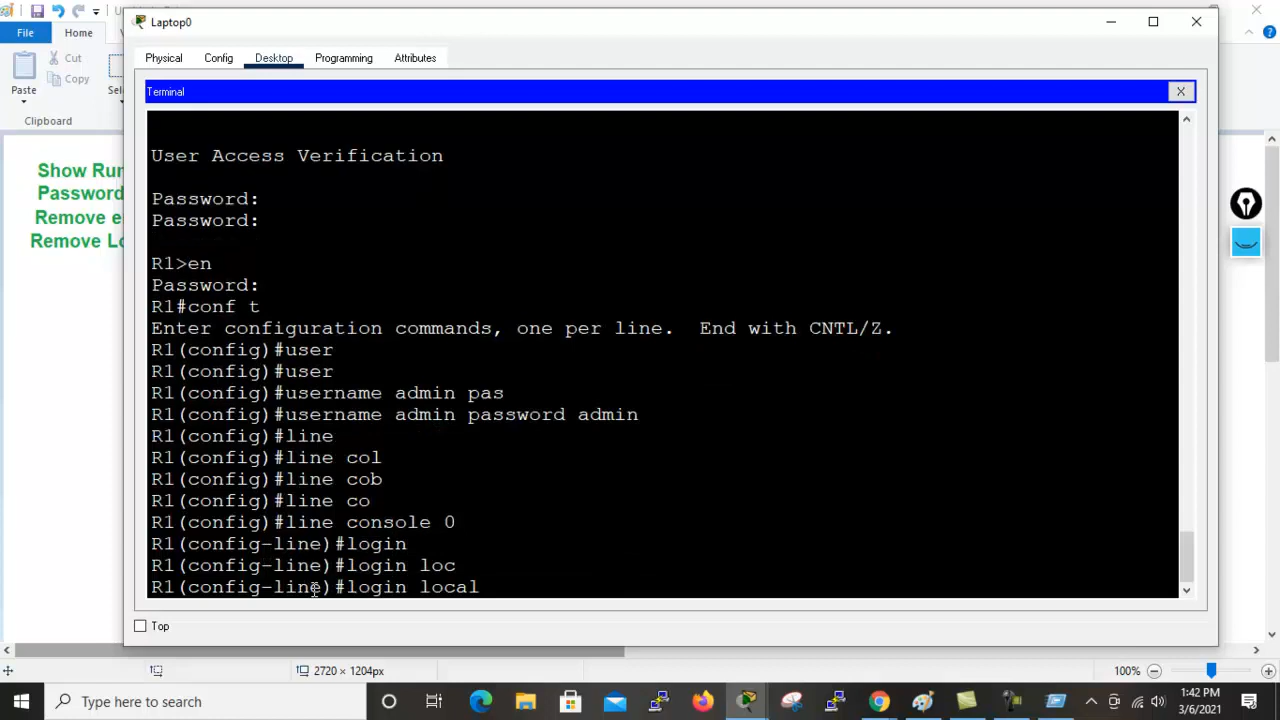 Laptop0
File
Home
Physical
Config
Desktop
Programming
Attributes
Paste
Cut
Copy
Clipboard
Terminal
X
Show Run
Password
Remove e
Remove Lo
User Access Verification
Password:
Password:
R1>en
Password:
R1#conf t
Enter configuration commands, one per line.  End with CNTL/Z.
R1(config)#user
R1(config)#user
R1(config)#username admin pas
R1(config)#username admin password admin
R1(config)#line
R1(config)#line col
R1(config)#line cob
R1(config)#line co
R1(config)#line console 0
R1(config-line)#login
R1(config-line)#login loc
R1(config-line)#login local
Top
2720 × 1204px
100%
Type here to search
1:42 PM
3/6/2021